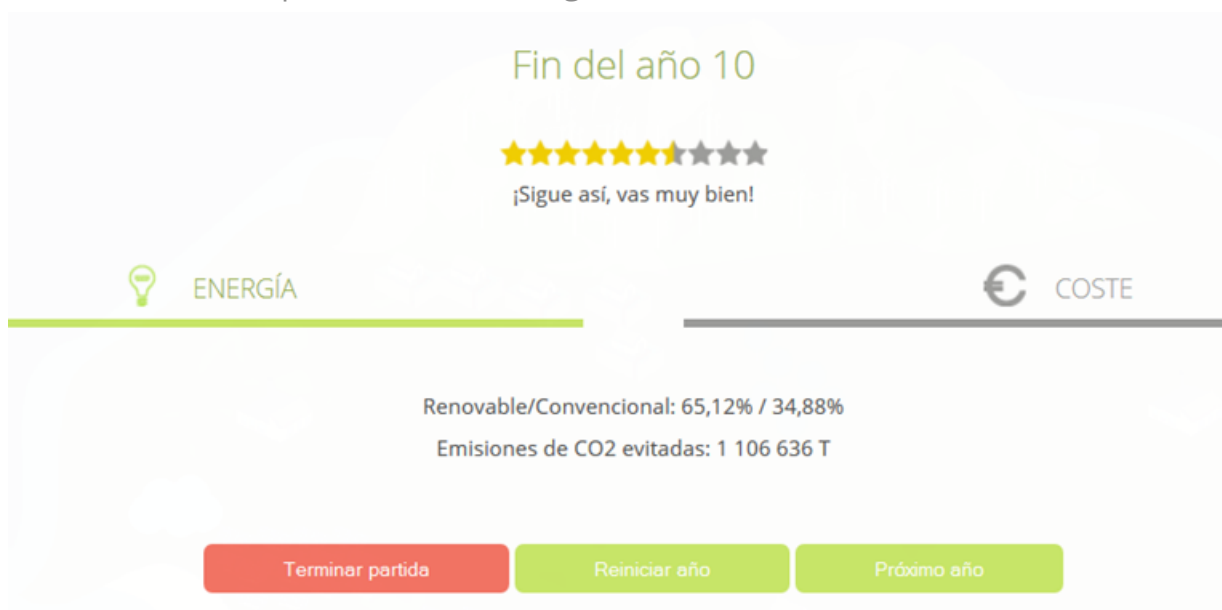 Fin del año 10
¡Sigue así, vas muy bien!
ENERGÍA
COSTE
Renovable/Convencional: 65,12% / 34,88%
Emisiones de CO2 evitadas: 1 106 636 T
Terminar partida
Reiniciar año
Próximo año